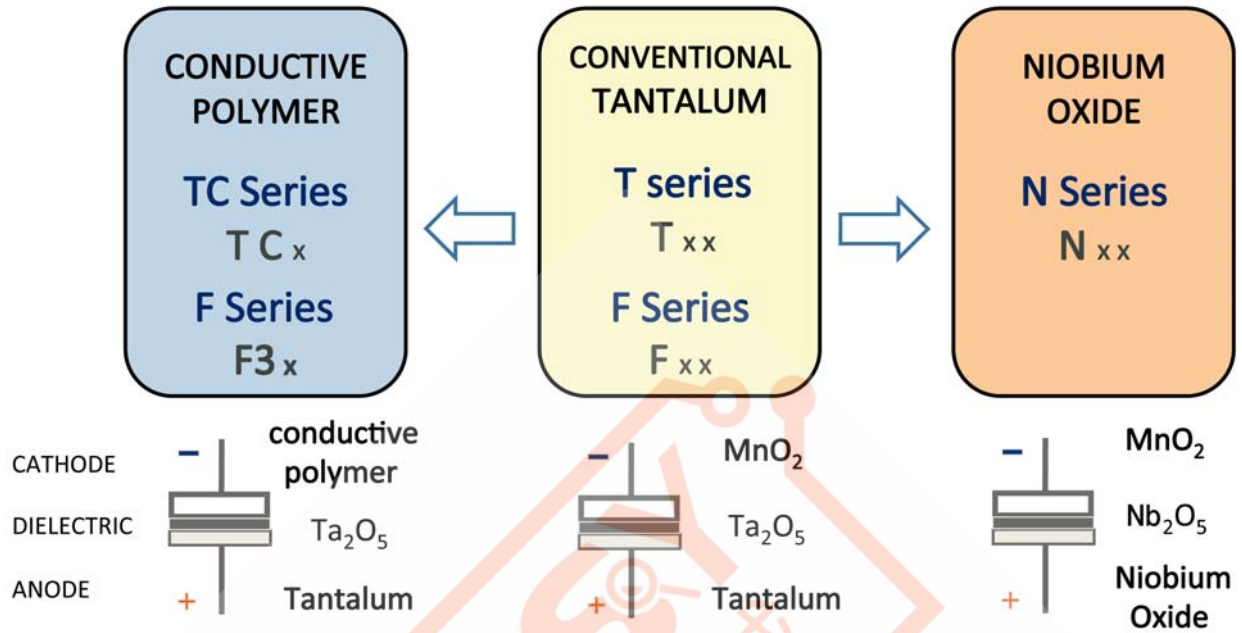 CONDUCTIVE
POLYMER
TC Series
T C x
F Series
F3 x
CONVENTIONAL
TANTALUM
T series
T x x
F Series
F x x
NIOBIUM
OXIDE
N Series
N x x
CATHODE
DIELECTRIC
ANODE
−
conductive
polymer
Ta₂O₅
+
Tantalum
−
MnO₂
Ta₂O₅
+
Tantalum
−
MnO₂
Nb₂O₅
+
Niobium
Oxide